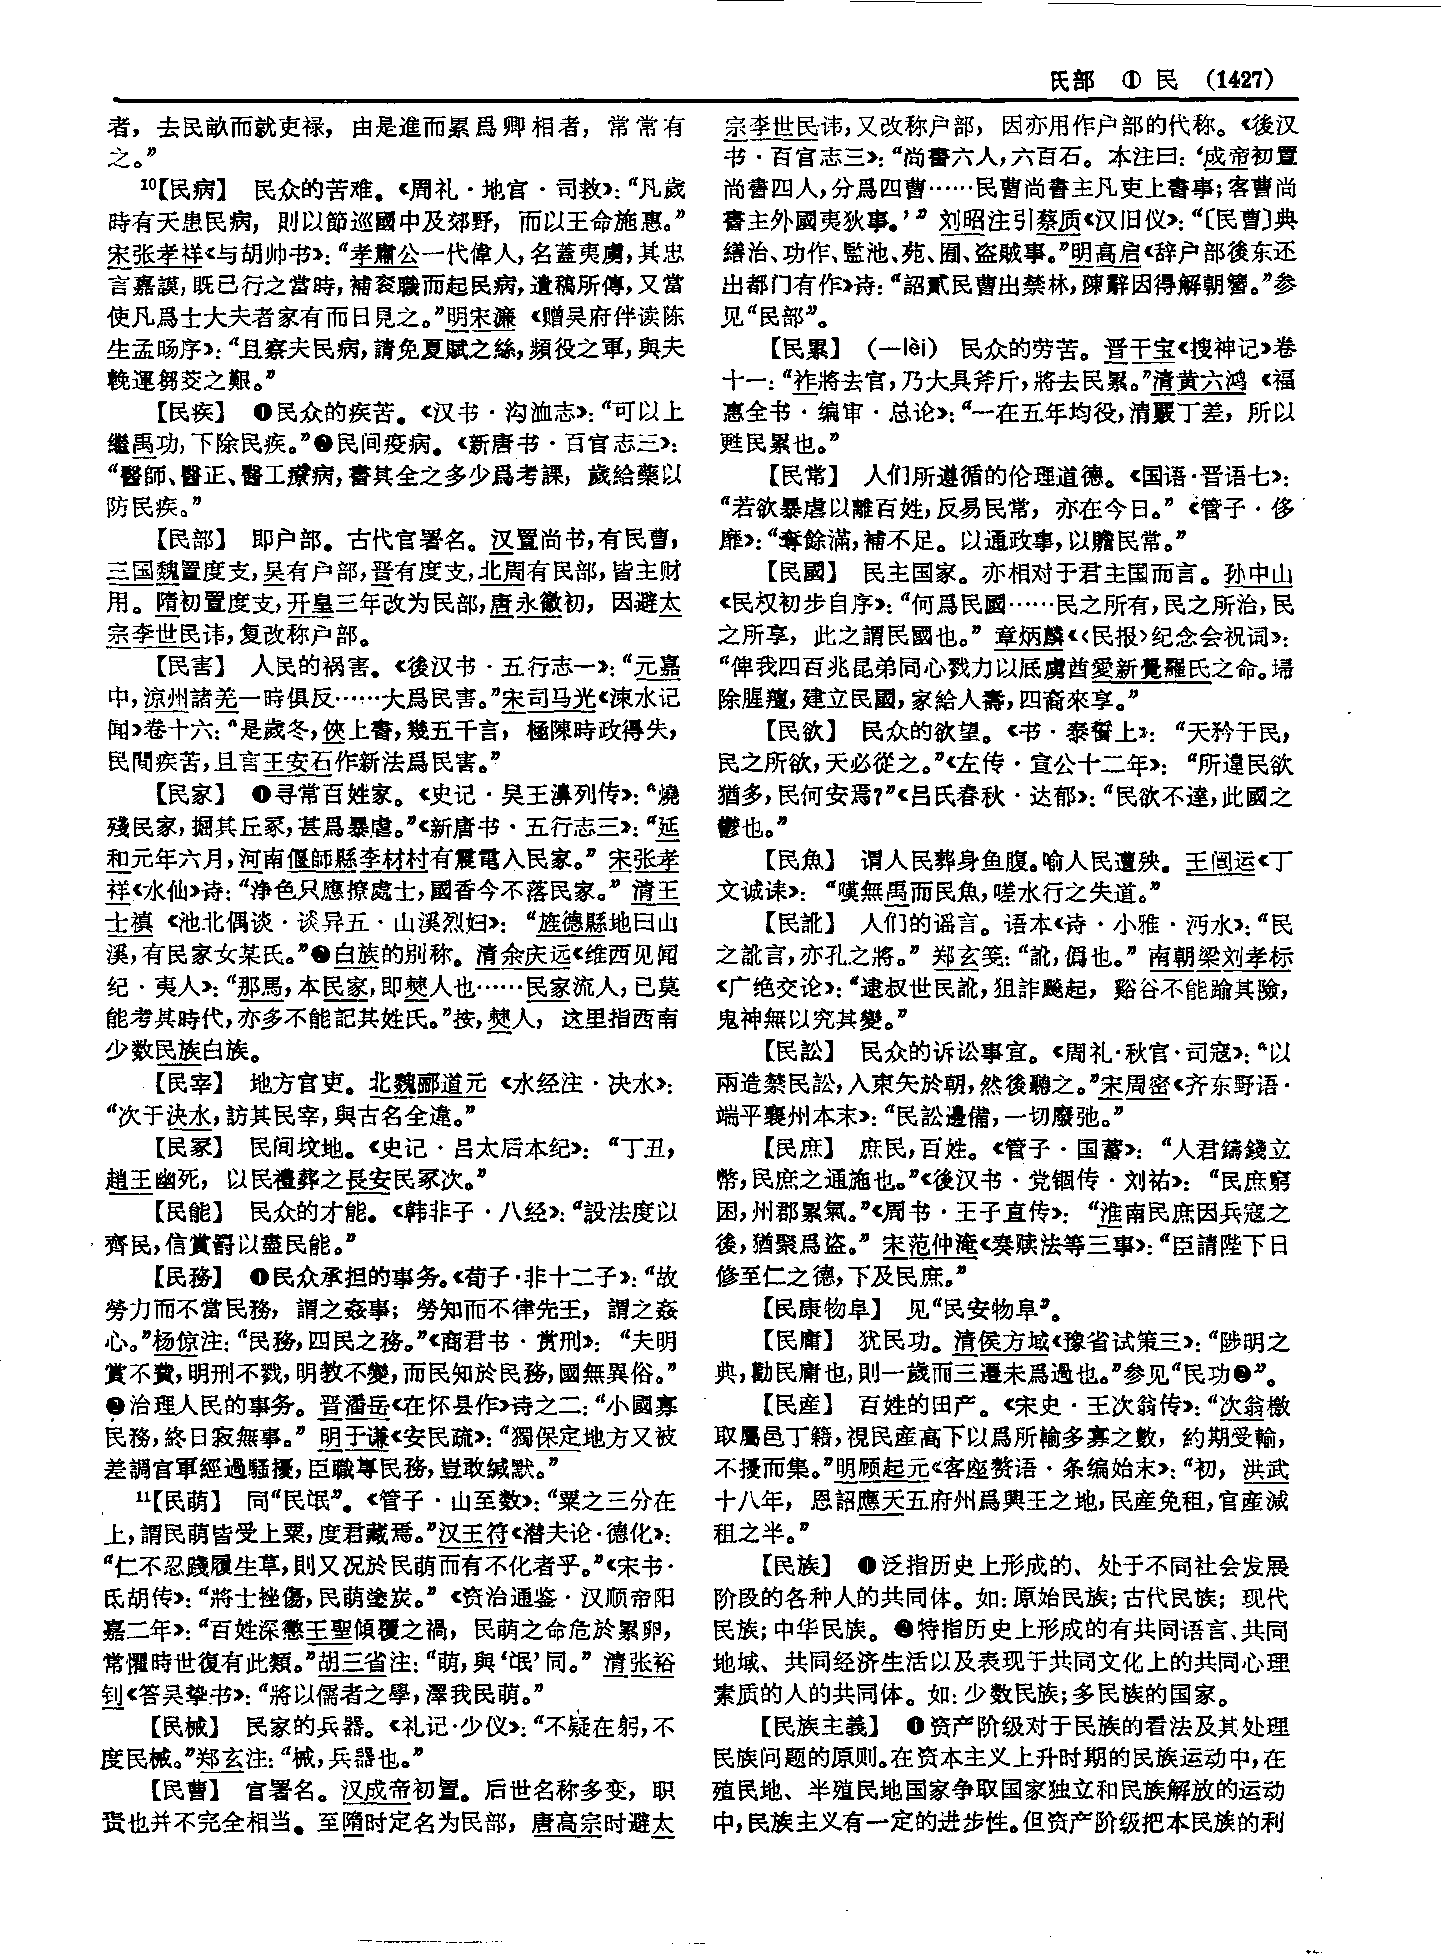 氏部 ① 民 (1427)
者，去民畝而就吏禄，由是進而累爲卿相者，常常有
之。”
¹⁰【民病】 民众的苦难。《周礼·地官·司救》：“凡歲
時有天患民病，則以節巡國中及郊野，而以王命施惠。”
宋张孝祥《与胡帅书》：“孝肅公一代偉人，名蓋夷虜，其忠
言嘉謨，既已行之當時，補衮職而起民病，遺稿所傳，又當
使凡爲士大夫者家有而日見之。”明宋濂《赠吴府伴读陈
生孟旸序》：“且察夫民病，請免夏賦之絲，頻役之軍，與夫
輓運芻茭之艱。”
【民疾】 ❶民众的疾苦。《汉书·沟洫志》：“可以上
繼禹功，下除民疾。”❷民间疫病。《新唐书·百官志三》：
“醫師、醫正、醫工療病，書其全之多少爲考課，歲給藥以
防民疾。”
【民部】 即户部。古代官署名。汉置尚书，有民曹，
三国魏置度支，吴有户部，晋有度支，北周有民部，皆主财
用。隋初置度支，开皇三年改为民部，唐永徽初，因避太
宗李世民讳，复改称户部。
【民害】 人民的祸害。《後汉书·五行志一》：“元嘉
中，涼州諸羌一時俱反……大爲民害。”宋司马光《涑水记
闻》卷十六：“是歲冬，俠上書，幾五千言，極陳時政得失，
民間疾苦，且言王安石作新法爲民害。”
【民家】 ❶寻常百姓家。《史记·吴王濞列传》：“燒
殘民家，掘其丘冢，甚爲暴虐。”《新唐书·五行志三》：“延
和元年六月，河南偃師縣李材村有震電入民家。”宋张孝
祥《水仙》诗：“浄色只應撩處士，國香今不落民家。”清王
士禛《池北偶谈·谈异五·山溪烈妇》：“旌德縣地曰山
溪，有民家女某氏。”❷白族的别称。清余庆远《维西见闻
纪·夷人》：“那馬，本民家，即僰人也……民家流人，已莫
能考其時代，亦多不能記其姓氏。”按，僰人，这里指西南
少数民族白族。
【民宰】 地方官吏。北魏郦道元《水经注·决水》：
“次于決水，訪其民宰，與古名全違。”
【民冢】 民间坟地。《史记·吕太后本纪》：“丁丑，
趙王幽死，以民禮葬之長安民冢次。”
【民能】 民众的才能。《韩非子·八经》：“設法度以
齊民，信賞罰以盡民能。”
【民務】 ❶民众承担的事务。《荀子·非十二子》：“故
勞力而不當民務，謂之姦事；勞知而不律先王，謂之姦
心。”杨倞注：“民務，四民之務。”《商君书·赏刑》：“夫明
賞不費，明刑不戮，明教不變，而民知於民務，國無異俗。”
❷治理人民的事务。晋潘岳《在怀县作》诗之二：“小國寡
民務，終日寂無事。”明于谦《安民疏》：“獨保定地方又被
差調官軍經過騷擾，臣職專民務，豈敢缄默。”
¹¹【民萌】 同“民氓”。《管子·山至数》：“粟之三分在
上，謂民萌皆受上粟，度君藏焉。”汉王符《潜夫论·德化》：
“仁不忍踐履生草，則又况於民萌而有不化者乎。”《宋书·
氐胡传》：“將士挫傷，民萌塗炭。”《资治通鉴·汉顺帝阳
嘉二年》：“百姓深懲王聖傾覆之禍，民萌之命危於累卵，
常懼時世復有此類。”胡三省注：“萌，與‘氓’同。”清张裕
钊《答吴挚书》：“將以儒者之學，澤我民萌。”
【民械】 民家的兵器。《礼记·少仪》：“不疑在躬，不
度民械。”郑玄注：“械，兵器也。”
【民曹】 官署名。汉成帝初置。后世名称多变，职
责也并不完全相当。至隋时定名为民部，唐高宗时避太
宗李世民讳，又改称户部，因亦用作户部的代称。《後汉
书·百官志三》：“尚書六人，六百石。本注曰：‘成帝初置
尚書四人，分爲四曹……民曹尚書主凡吏上書事；客曹尚
書主外國夷狄事。’”刘昭注引蔡质《汉旧仪》：“〔民曹〕典
繕治、功作、監池、苑、囿、盗賊事。”明高启《辞户部後东还
出都门有作》诗：“詔貳民曹出禁林，陳辭因得解朝簪。”参
见“民部”。
【民累】 （—lèi） 民众的劳苦。晋干宝《搜神记》卷
十一：“祚將去官，乃大具斧斤，將去民累。”清黄六鸿《福
惠全书·编审·总论》：“一在五年均役，清覈丁差，所以
甦民累也。”
【民常】 人们所遵循的伦理道德。《国语·晋语七》：
“若欲暴虐以離百姓，反易民常，亦在今日。”《管子·侈
靡》：“奪餘滿，補不足。以通政事，以贍民常。”
【民國】 民主国家。亦相对于君主国而言。孙中山
《民权初步自序》：“何爲民國……民之所有，民之所治，民
之所享，此之謂民國也。”章炳麟《〈民报〉纪念会祝词》：
“俾我四百兆昆弟同心戮力以底虜酋愛新覺羅氏之命。埽
除腥羶，建立民國，家給人壽，四裔來享。”
【民欲】 民众的欲望。《书·泰誓上》：“天矜于民，
民之所欲，天必從之。”《左传·宣公十二年》：“所違民欲
猶多，民何安焉？”《吕氏春秋·达郁》：“民欲不達，此國之
鬱也。”
【民魚】 谓人民葬身鱼腹。喻人民遭殃。王闿运《丁
文诚诔》：“嘆無禹而民魚，嗟水行之失道。”
【民訛】 人们的谣言。语本《诗·小雅·沔水》：“民
之訛言，亦孔之將。”郑玄笺：“訛，僞也。”南朝梁刘孝标
《广绝交论》：“逮叔世民訛，狙詐飈起，谿谷不能踰其險，
鬼神無以究其變。”
【民訟】 民众的诉讼事宜。《周礼·秋官·司寇》：“以
兩造禁民訟，入束矢於朝，然後聽之。”宋周密《齐东野语·
端平襄州本末》：“民訟邊備，一切廢弛。”
【民庶】 庶民，百姓。《管子·国蓄》：“人君鑄錢立
幣，民庶之通施也。”《後汉书·党锢传·刘祐》：“民庶窮
困，州郡累氣。”《周书·王子直传》：“淮南民庶因兵寇之
後，猶聚爲盗。”宋范仲淹《奏赎法等三事》：“臣請陛下日
修至仁之德，下及民庶。”
【民康物阜】 见“民安物阜”。
【民庸】 犹民功。清侯方域《豫省试策三》：“陟明之
典，勸民庸也，則一歲而三遷未爲過也。”参见“民功❷”。
【民産】 百姓的田产。《宋史·王次翁传》：“次翁檄
取屬邑丁籍，視民産高下以爲所輸多寡之數，約期受輸，
不擾而集。”明顾起元《客座赘语·条编始末》：“初，洪武
十八年，恩詔應天五府州爲興王之地，民産免租，官産減
租之半。”
【民族】 ❶泛指历史上形成的、处于不同社会发展
阶段的各种人的共同体。如：原始民族；古代民族；现代
民族；中华民族。❷特指历史上形成的有共同语言、共同
地域、共同经济生活以及表现于共同文化上的共同心理
素质的人的共同体。如：少数民族；多民族的国家。
【民族主義】 ❶资产阶级对于民族的看法及其处理
民族问题的原则。在资本主义上升时期的民族运动中，在
殖民地、半殖民地国家争取国家独立和民族解放的运动
中，民族主义有一定的进步性。但资产阶级把本民族的利